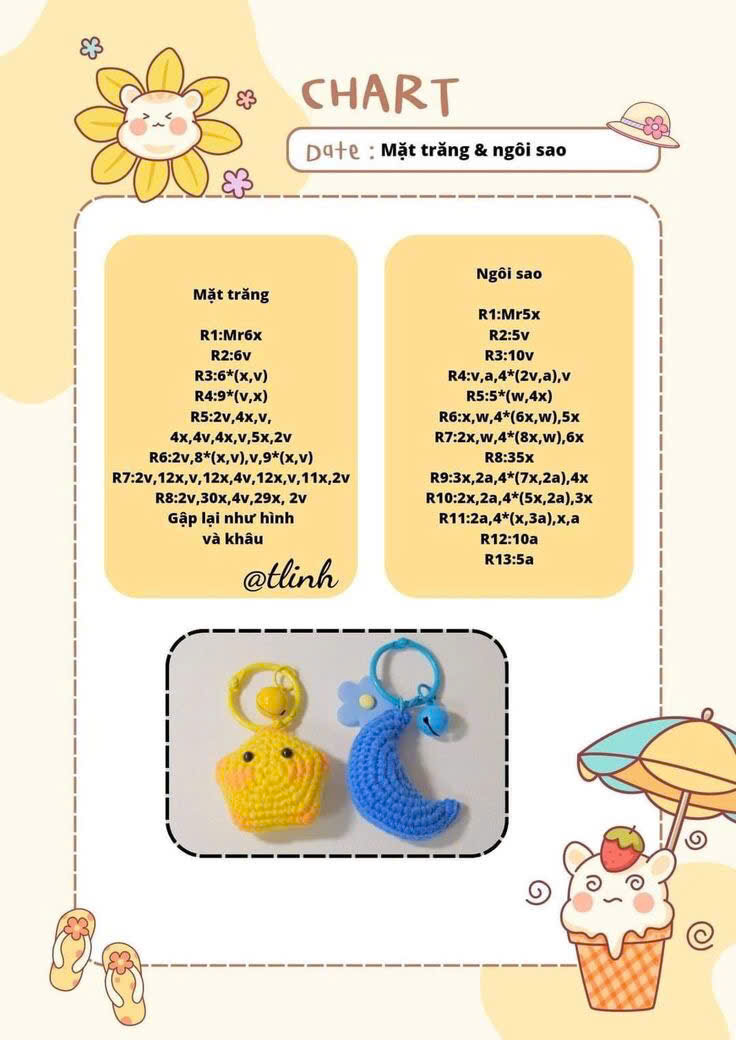 CHART
Date : Mặt trăng & ngôi sao
Mặt trăng
R1:Mr6x
R2:6v
R3:6*(x,v)
R4:9*(v,x)
R5:2v,4x,v,
4x,4v,4x,v,5x,2v
R6:2v,8*(x,v),v,9*(x,v)
R7:2v,12x,v,12x,4v,12x,v,11x,2v
R8:2v,30x,4v,29x, 2v
Gập lại như hình
và khâu
@tlinh
Ngôi sao
R1:Mr5x
R2:5v
R3:10v
R4:v,a,4*(2v,a),v
R5:5*(w,4x)
R6:x,w,4*(6x,w),5x
R7:2x,w,4*(8x,w),6x
R8:35x
R9:3x,2a,4*(7x,2a),4x
R10:2x,2a,4*(5x,2a),3x
R11:2a,4*(x,3a),x,a
R12:10a
R13:5a